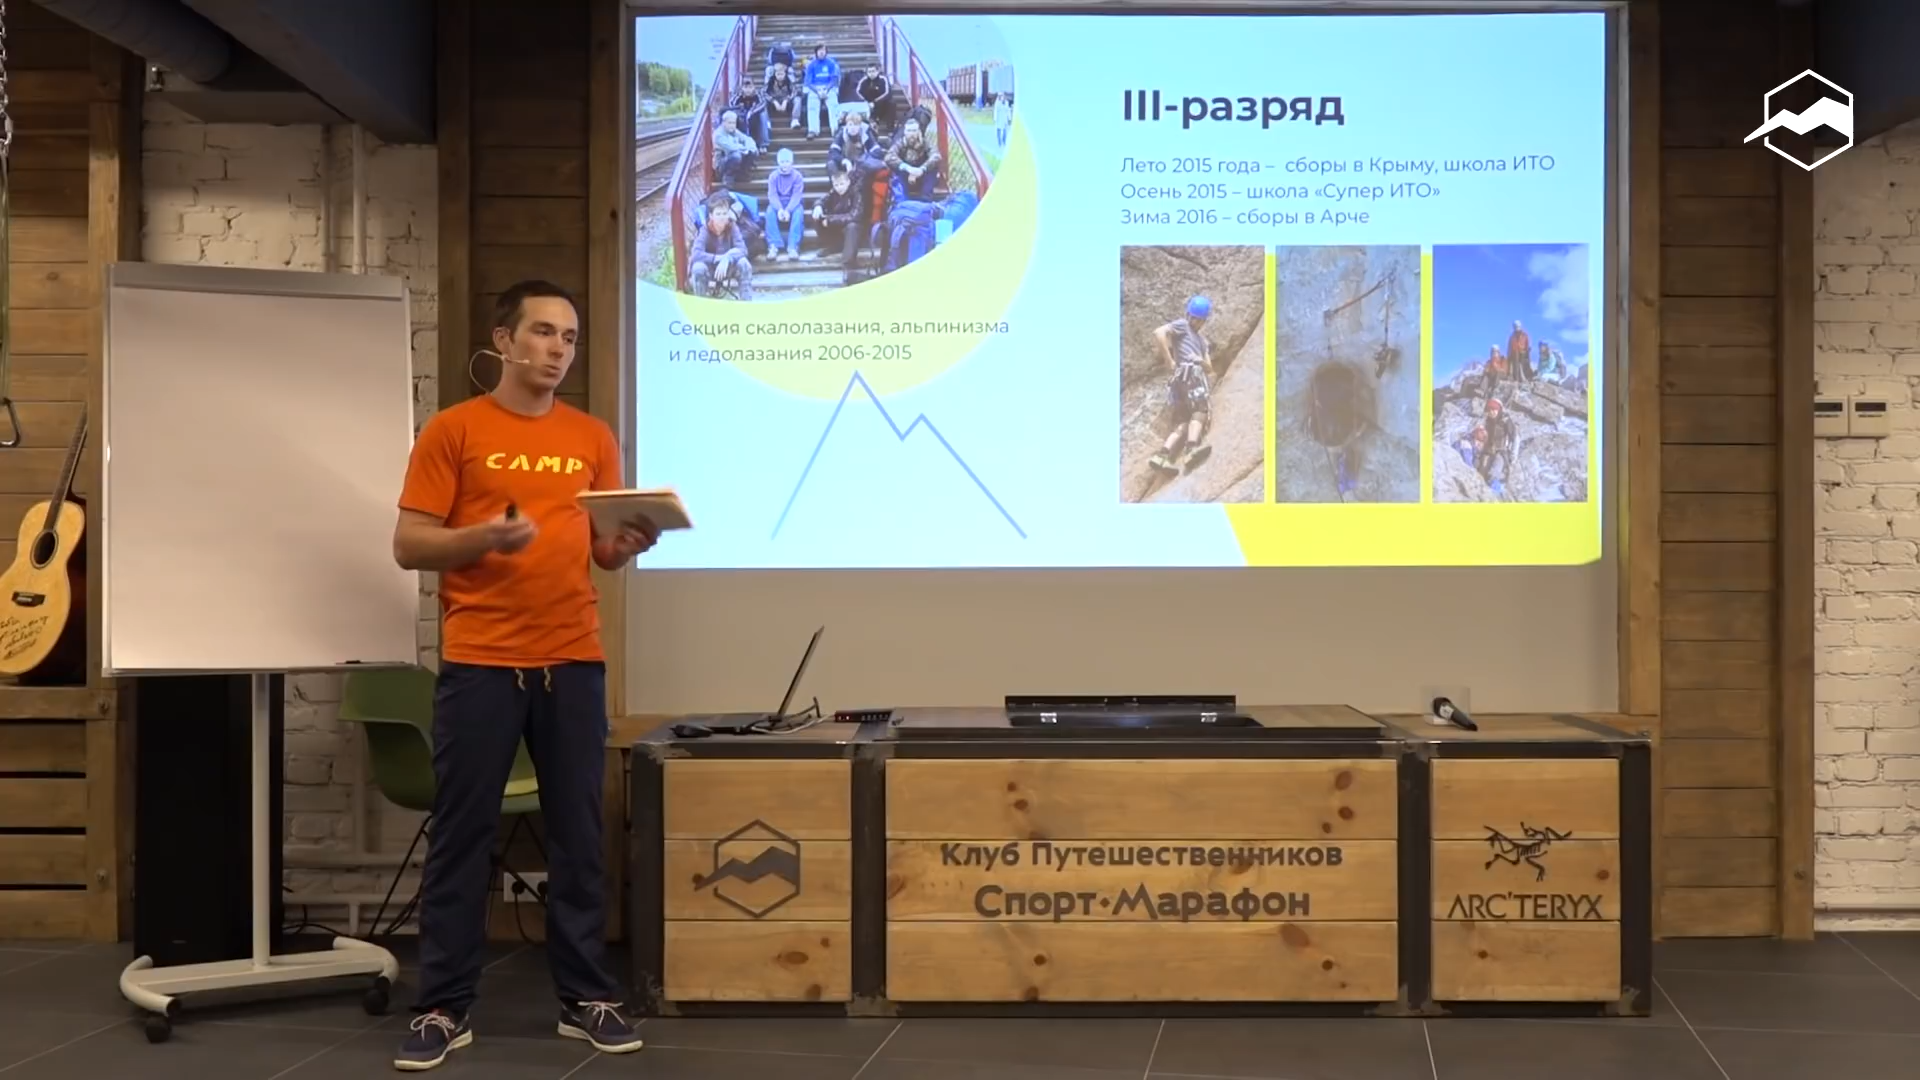 III-разряд
Лето 2015 года – сборы в Крыму, школа ИТО
Осень 2015 – школа «Супер ИТО»
Зима 2016 – сборы в Арче
Секция скалолазания, альпинизма
и ледолазания 2006-2015
CAMP
Клуб Путешественников
Спорт•Марафон
ARC'TERYX